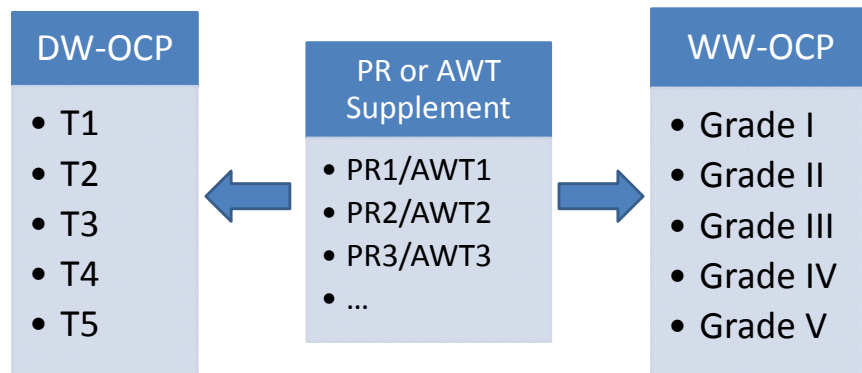 DW-OCP
• T1
• T2
• T3
• T4
• T5
PR or AWT
Supplement
• PR1/AWT1
• PR2/AWT2
• PR3/AWT3
• ...
WW-OCP
• Grade I
• Grade II
• Grade III
• Grade IV
• Grade V